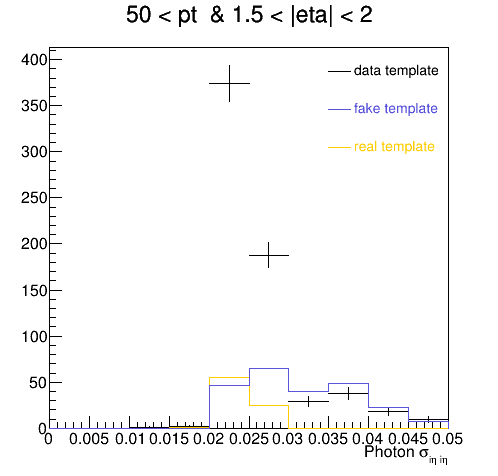 50 < pt & 1.5 < |eta| < 2
400
350
300
250
200
150
100
50
0
data template
fake template
real template
0 0.005 0.01 0.015 0.02 0.025 0.03 0.035 0.04 0.045 0.05
Photon σiη iη